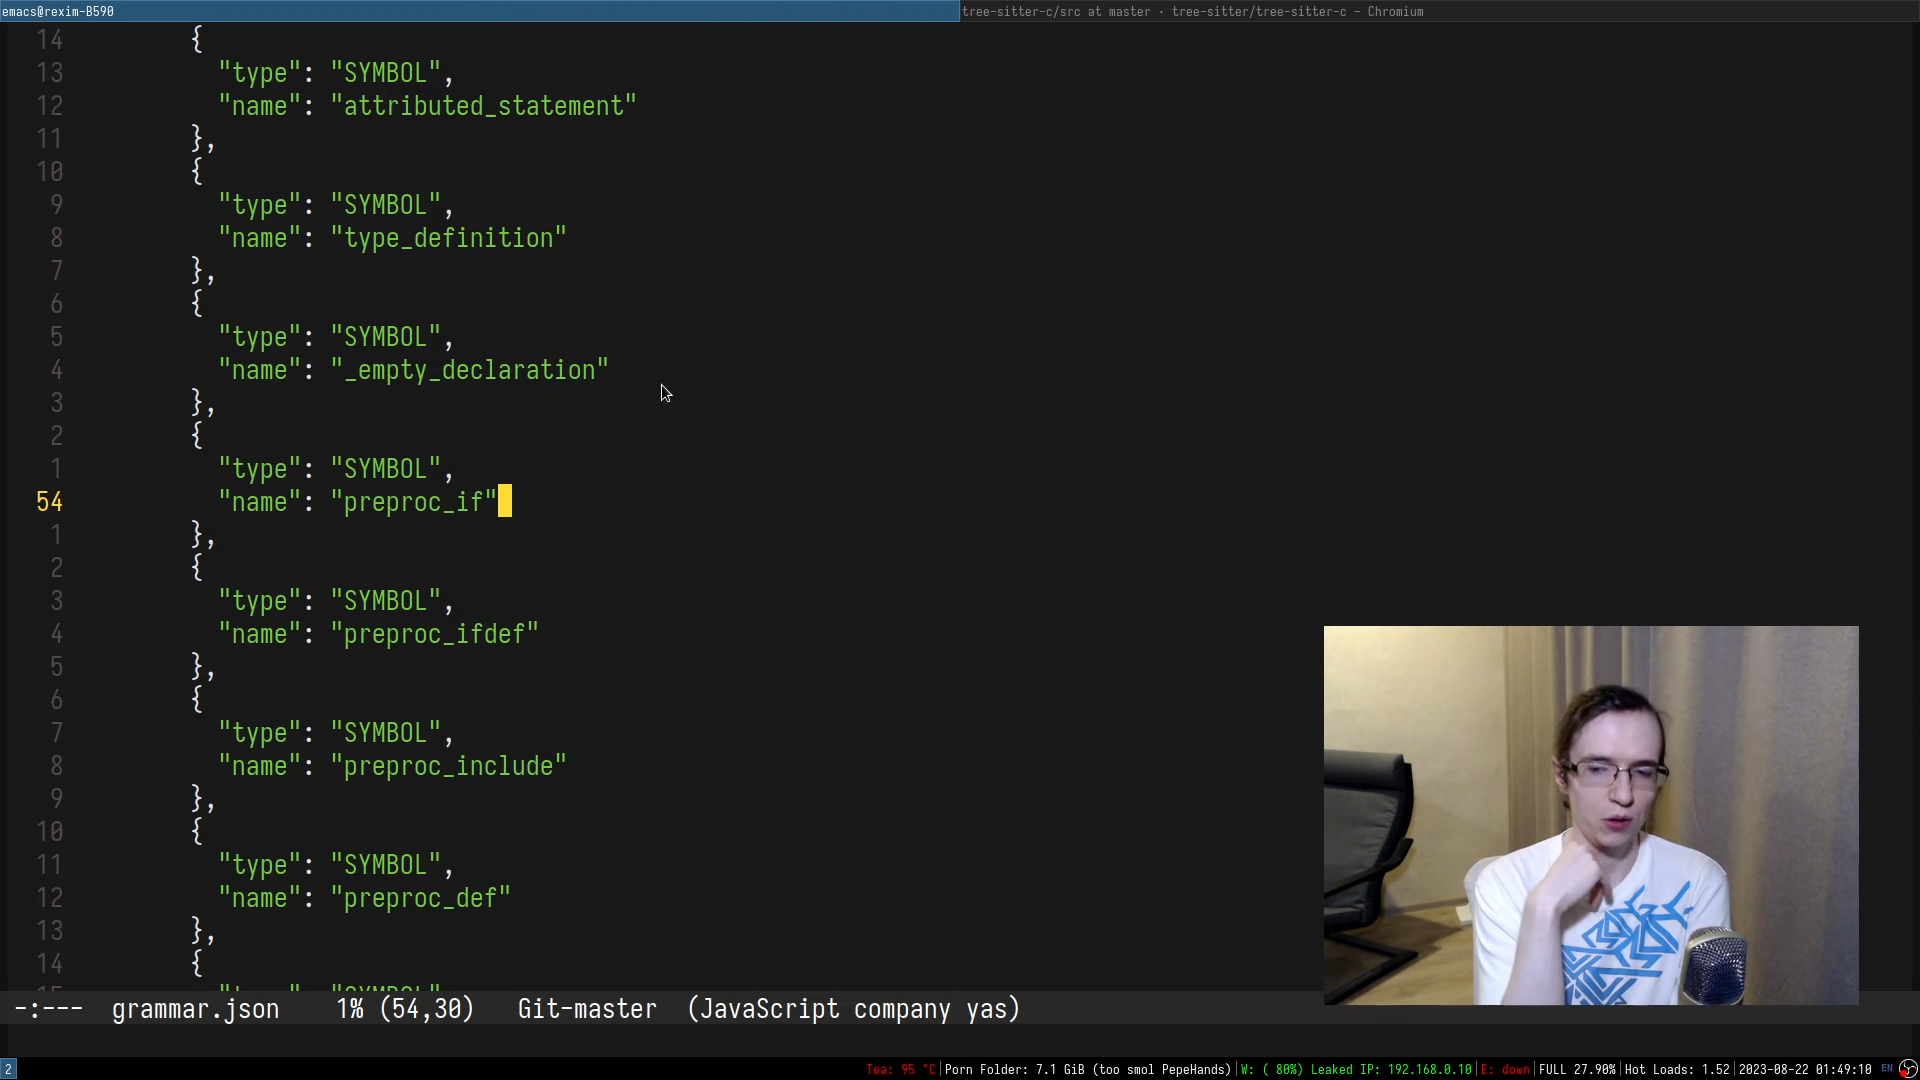 emacs@rexim-B590
tree-sitter-c/src at master · tree-sitter/tree-sitter-c - Chromium
14 {
13 "type": "SYMBOL",
12 "name": "attributed_statement"
11 },
10 {
9 "type": "SYMBOL",
8 "name": "type_definition"
7 },
6 {
5 "type": "SYMBOL",
4 "name": "_empty_declaration"
3 },
2 {
1 "type": "SYMBOL",
54 "name": "preproc_if"
1 },
2 {
3 "type": "SYMBOL",
4 "name": "preproc_ifdef"
5 },
6 {
7 "type": "SYMBOL",
8 "name": "preproc_include"
9 },
10 {
11 "type": "SYMBOL",
12 "name": "preproc_def"
13 },
14 {
-:--- grammar.json 1% (54,30) Git-master (JavaScript company yas)
2 Tea: 95 °C|Porn Folder: 7.1 GiB (too smol PepeHands)|W: ( 80%) Leaked IP: 192.168.0.10|E: down|FULL 27.90%|Hot Loads: 1.52|2023-08-22 01:49:10 EN